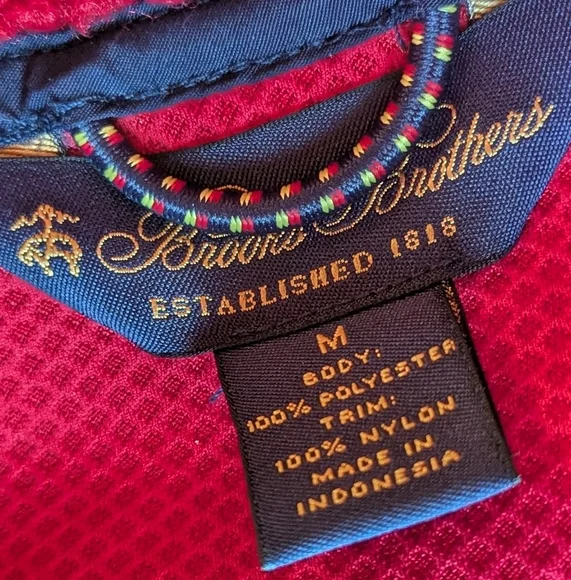 Brooks Brothers
ESTABLISHED 1818
M
BODY:
100% POLYESTER
TRIM:
100% NYLON
MADE IN
INDONESIA